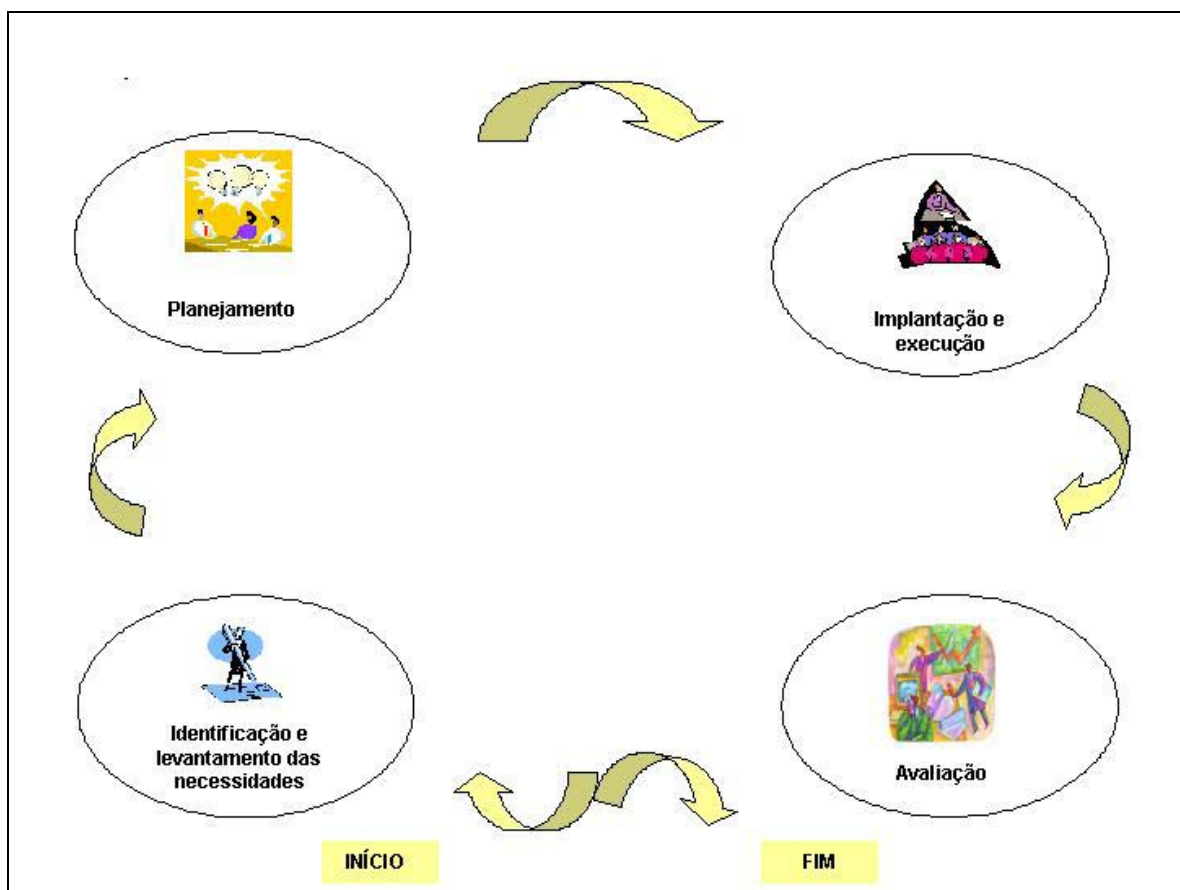 Planejamento
Implantação e
execução
Identificação e
levantamento das
necessidades
Avaliação
INÍCIO
FIM